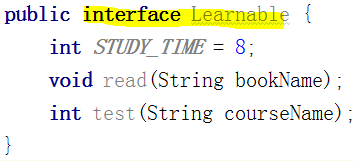 public interface Learnable {
    int STUDY_TIME = 8;
    void read(String bookName);
    int test(String courseName);
}